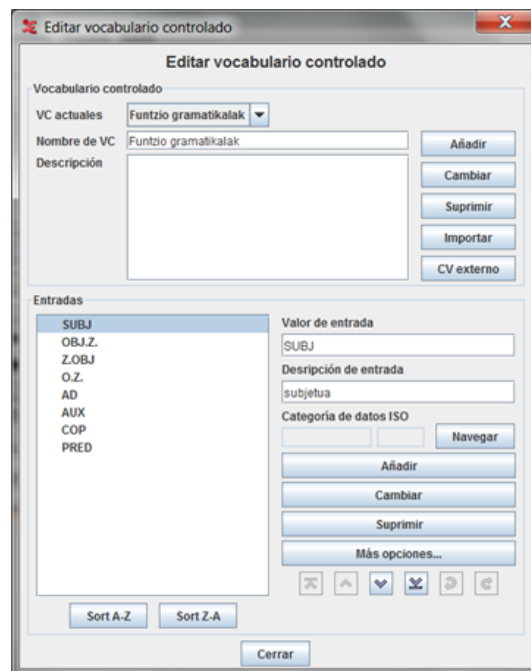 Editar vocabulario controlado
Editar vocabulario controlado
Vocabulario controlado
VC actuales Funtzio gramatikalak
Nombre de VC Funtzio gramatikalak Añadir
Descripción Cambiar
Suprimir
Importar
CV externo
Entradas
SUBJ
OBJ.Z.
Z.OBJ
O.Z.
AD
AUX
COP
PRED
Valor de entrada
SUBJ
Desripción de entrada
subjetua
Categoría de datos ISO
Navegar
Añadir
Cambiar
Suprimir
Más opciones...
Sort A-Z Sort Z-A
Cerrar